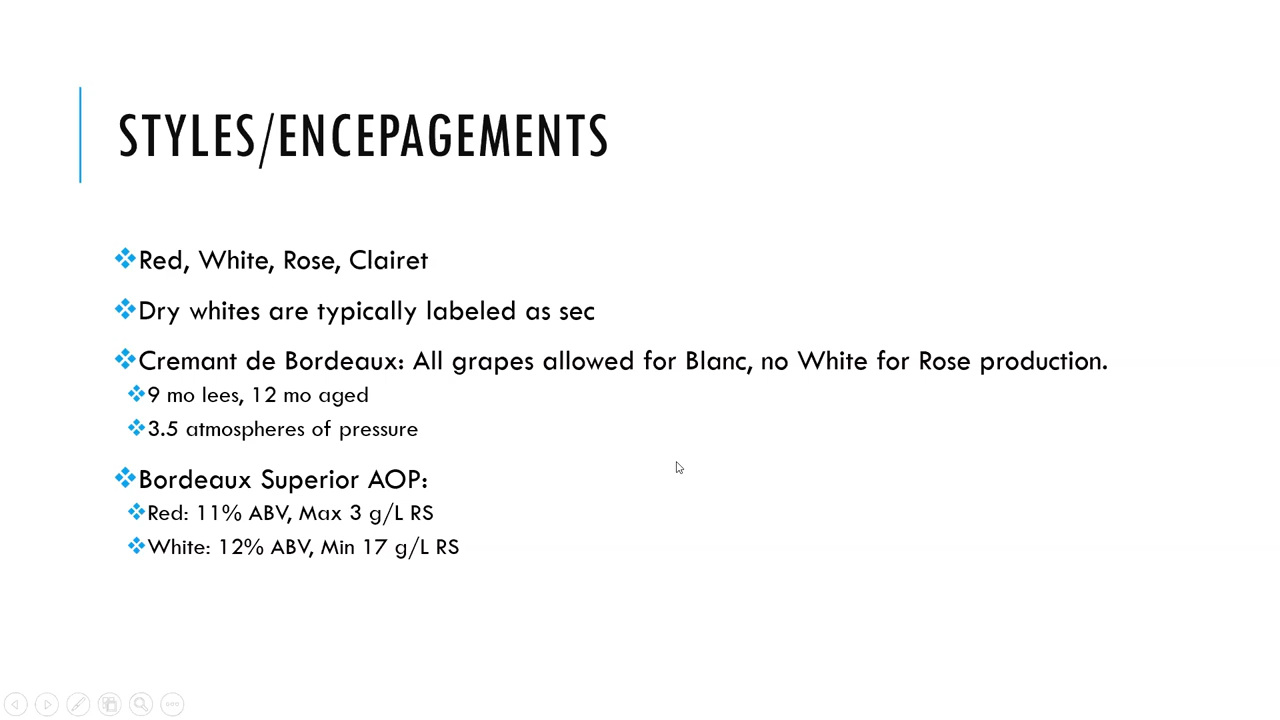 STYLES/ENCEPAGEMENTS
Red, White, Rose, Clairet
Dry whites are typically labeled as sec
Cremant de Bordeaux: All grapes allowed for Blanc, no White for Rose production.
9 mo lees, 12 mo aged
3.5 atmospheres of pressure
Bordeaux Superior AOP:
Red: 11% ABV, Max 3 g/L RS
White: 12% ABV, Min 17 g/L RS